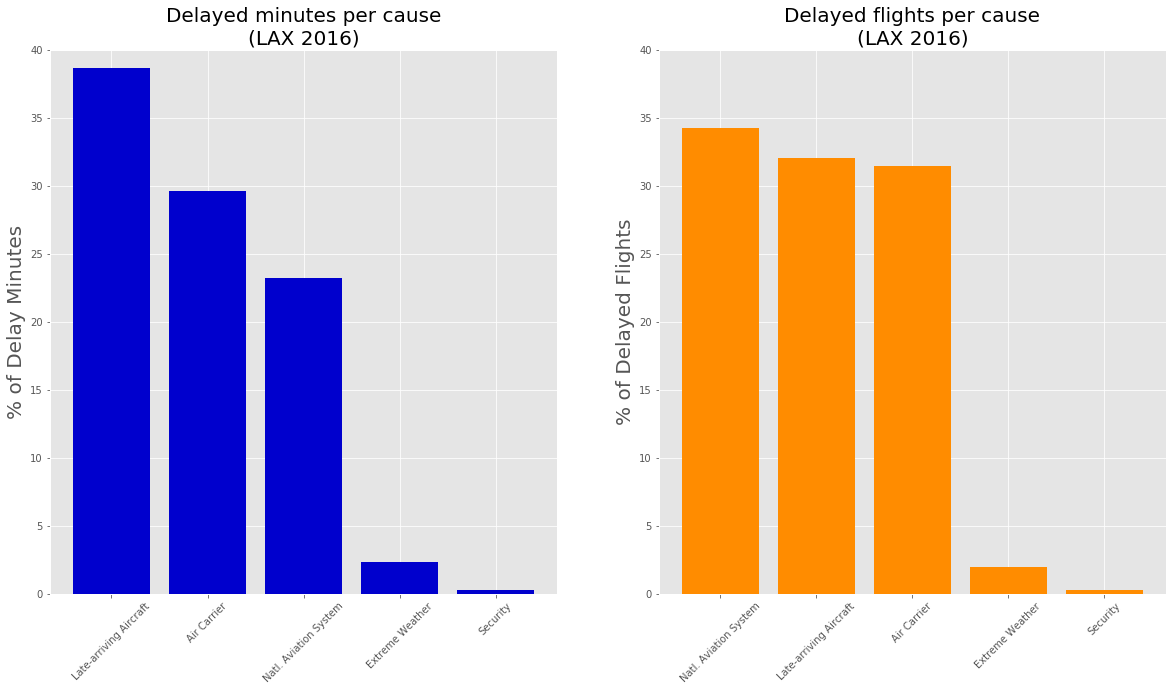 Delayed minutes per cause
(LAX 2016)
% of Delay Minutes
40
35
30
25
20
15
10
5
0
Late-arriving Aircraft
Air Carrier
Natl. Aviation System
Extreme Weather
Security
Delayed flights per cause
(LAX 2016)
% of Delayed Flights
40
35
30
25
20
15
10
5
0
Natl. Aviation System
Late-arriving Aircraft
Air Carrier
Extreme Weather
Security